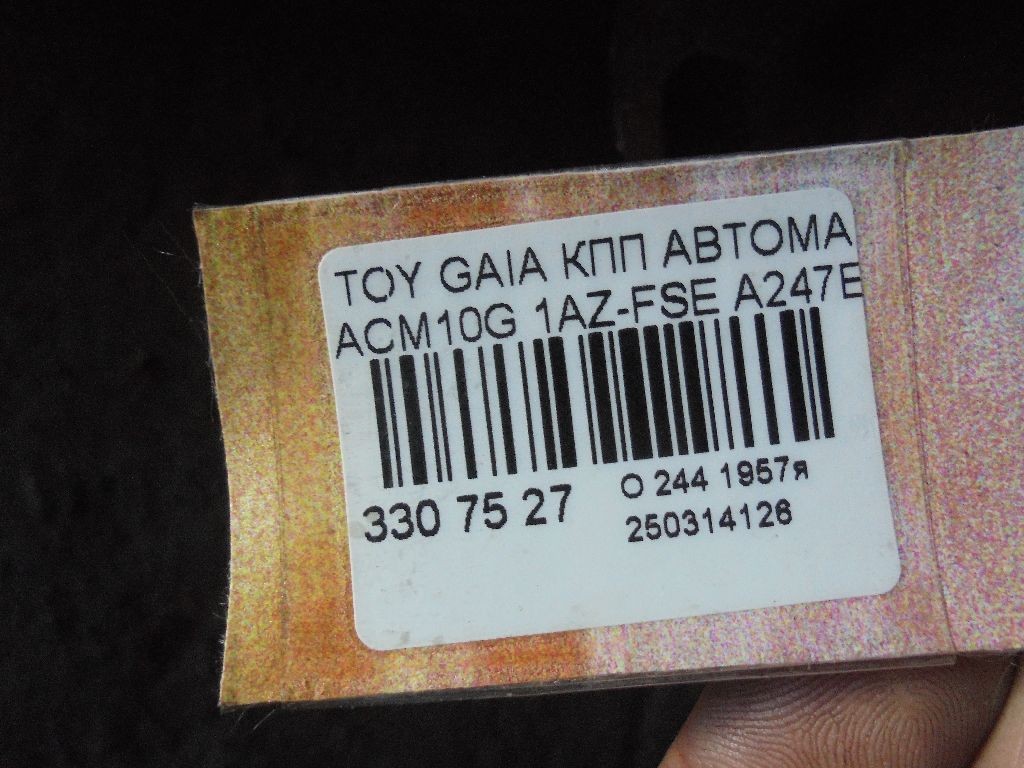 TOY GAIA КПП АВТОМА
ACM10G 1AZ-FSE A247E
330 75 27
О 244 1957я
250314126